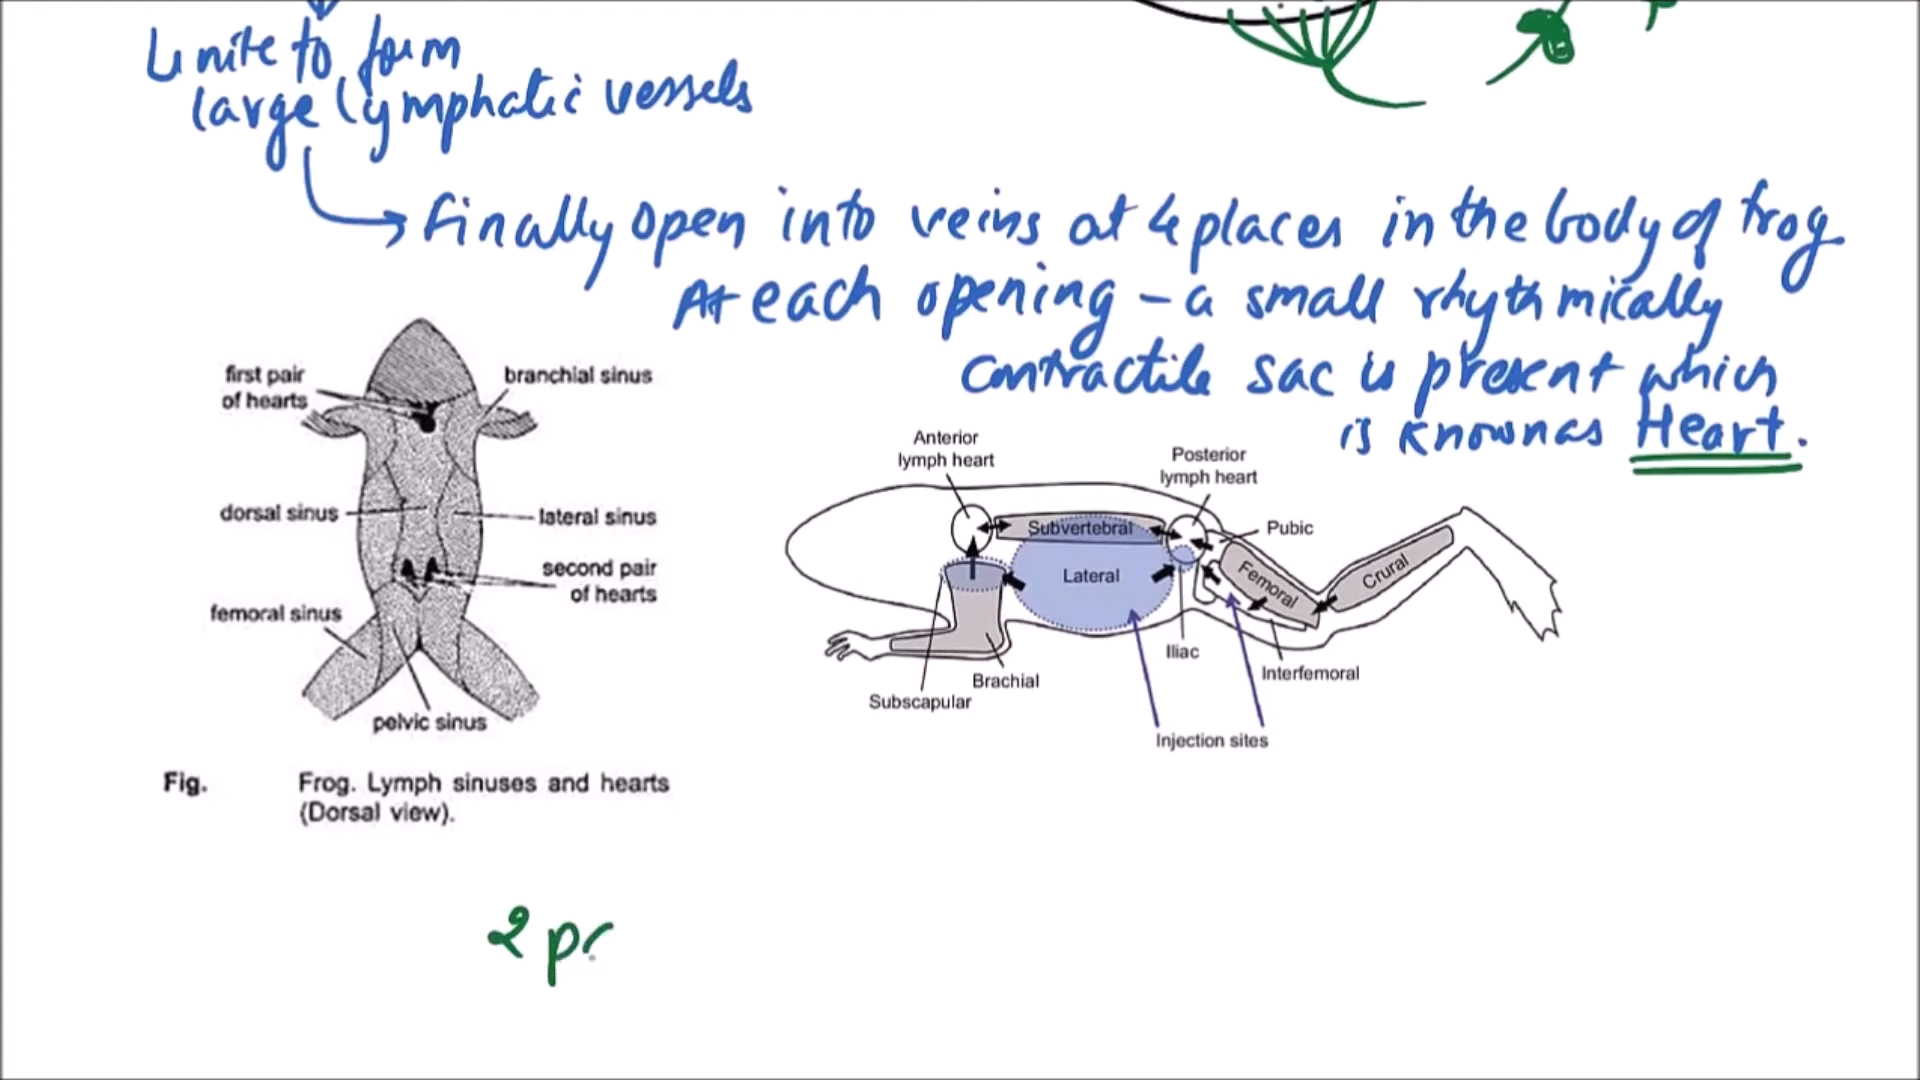 Unite to form
large lymphatic vessels
finally open into veins at 4 places in the body of frog
At each opening - a small rhythmically
contractile sac is present which
is known as Heart.
first pair
of hearts
branchial sinus
dorsal sinus
lateral sinus
second pair
of hearts
femoral sinus
pelvic sinus
Fig. Frog. Lymph sinuses and hearts
(Dorsal view).
Anterior
lymph heart
Posterior
lymph heart
Subvertebral
Pubic
Lateral
Femoral
Crural
Iliac
Interfemoral
Brachial
Subscapular
Injection sites
2 pa